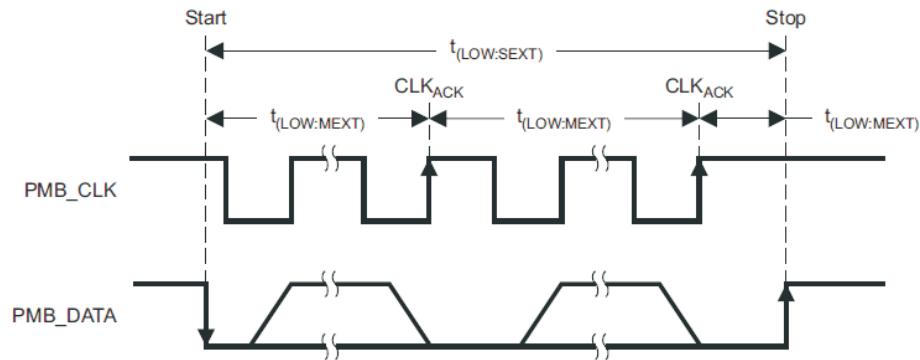 Start Stop
t(LOW:SEXT)
CLKACK CLKACK
t(LOW:MEXT) t(LOW:MEXT) t(LOW:MEXT)
PMB_CLK
PMB_DATA